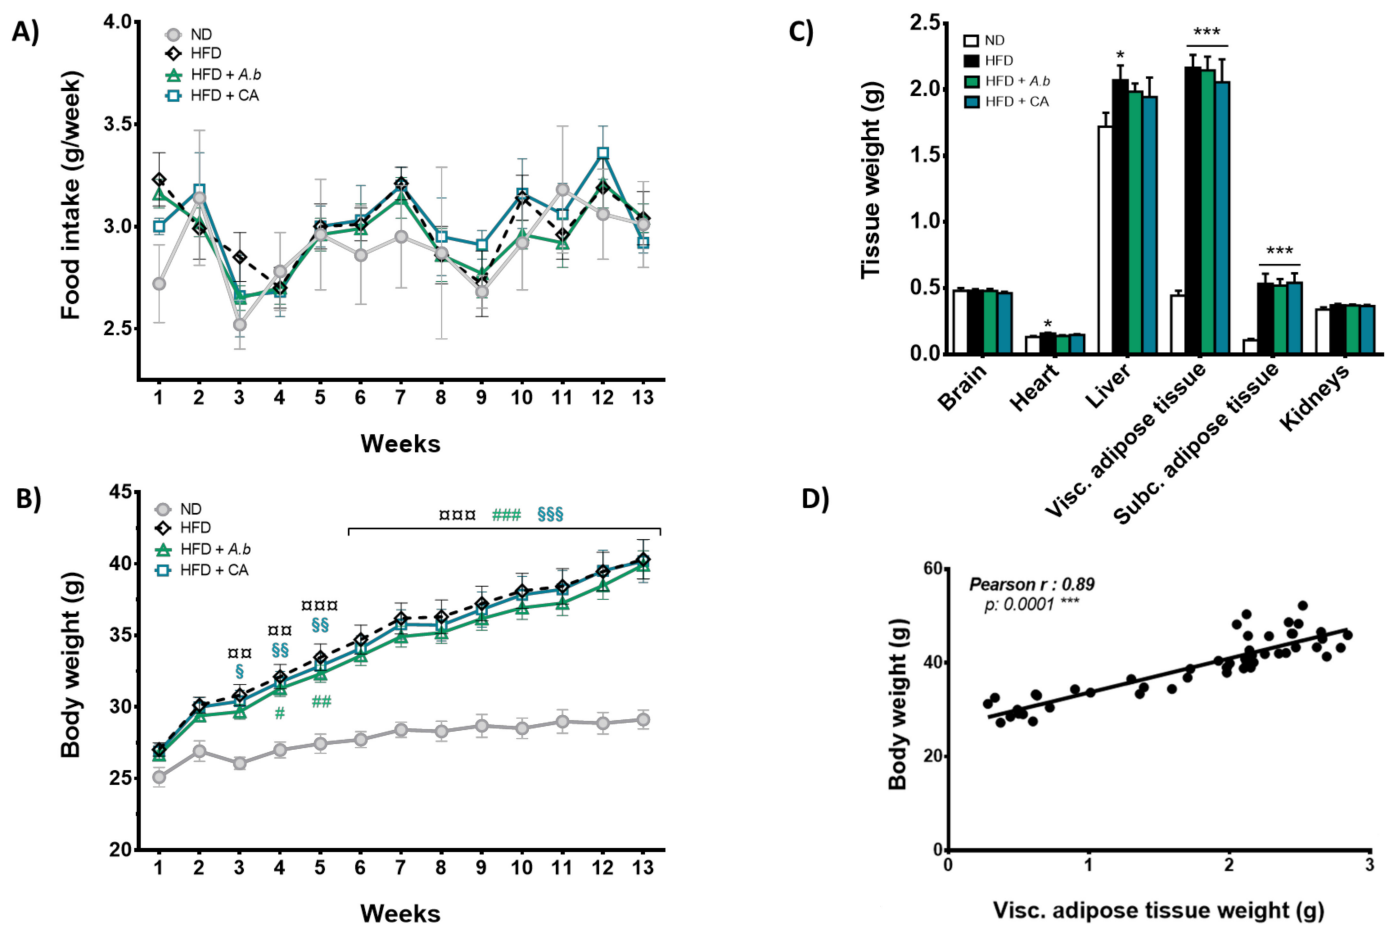 A)
4.0
3.5
3.0
2.5
Food intake (g/week)
ND
HFD
HFD + A.b
HFD + CA
1 2 3 4 5 6 7 8 9 10 11 12 13
Weeks
B)
45
40
35
30
25
20
Body weight (g)
ND
HFD
HFD + A.b
HFD + CA
¤¤ § # ¤¤ §§ ## ¤¤¤ §§
¤¤¤ ### §§§
1 2 3 4 5 6 7 8 9 10 11 12 13
Weeks
C)
2.5
2.0
1.5
1.0
0.5
0.0
Tissue weight (g)
ND
HFD
HFD + A.b
HFD + CA
* * *** ***
Brain
Heart
Liver
Visc. adipose tissue
Subc. adipose tissue
Kidneys
D)
60
40
20
0
Body weight (g)
Pearson r : 0.89
p: 0.0001 ***
0 1 2 3
Visc. adipose tissue weight (g)